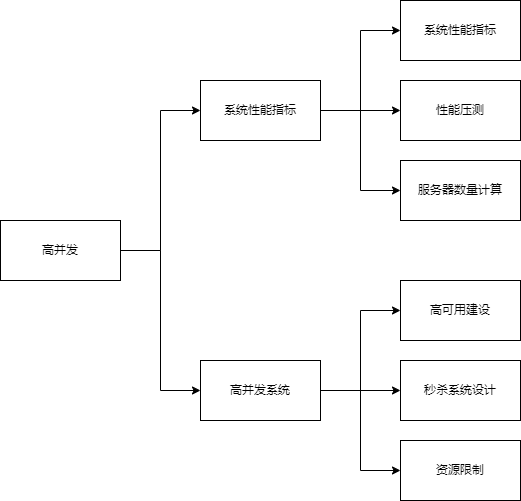 系统性能指标
系统性能指标
性能压测
服务器数量计算
高并发
高可用建设
高并发系统
秒杀系统设计
资源限制